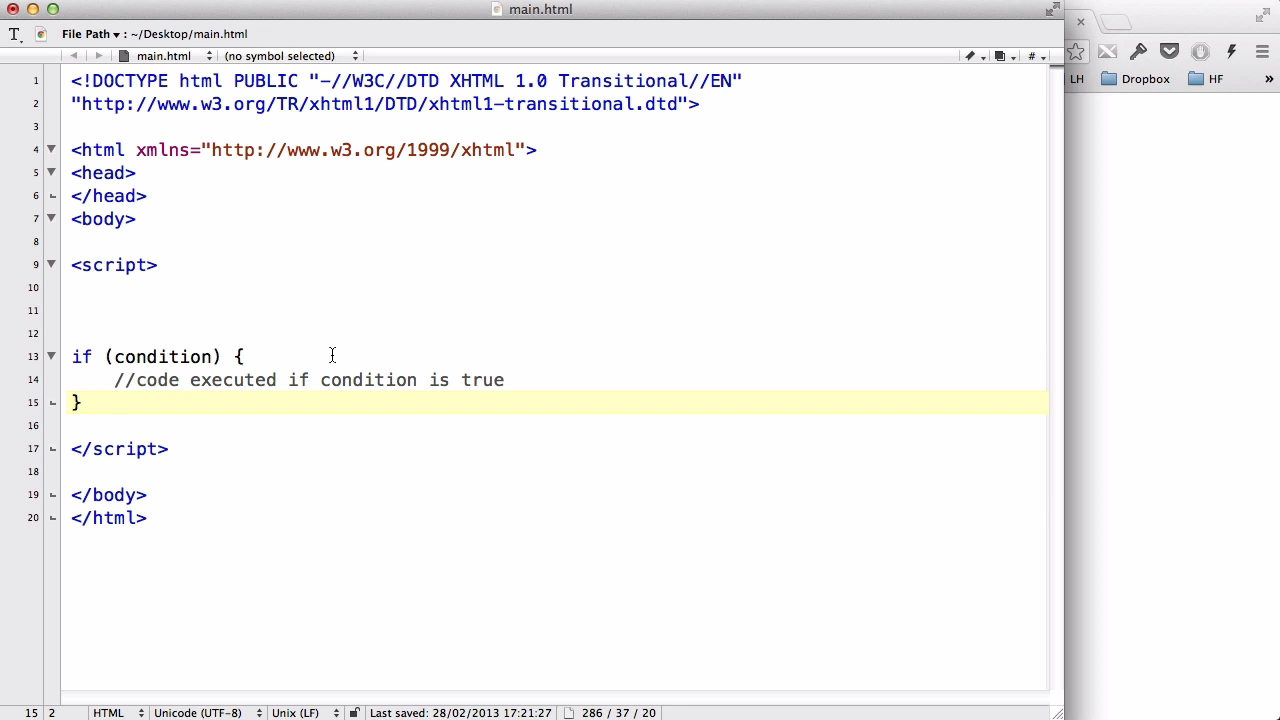 main.html
File Path ▾ : ~/Desktop/main.html
main.html (no symbol selected) #
LH Dropbox HF »
1 <!DOCTYPE html PUBLIC "-//W3C//DTD XHTML 1.0 Transitional//EN"
2 "http://www.w3.org/TR/xhtml1/DTD/xhtml1-transitional.dtd">
3
4 <html xmlns="http://www.w3.org/1999/xhtml">
5 <head>
6 </head>
7 <body>
8
9 <script>
10
11
12
13 if (condition) {
14 //code executed if condition is true
15 }
16
17 </script>
18
19 </body>
20 </html>
15 2 HTML Unicode (UTF-8) Unix (LF) Last saved: 28/02/2013 17:21:27 286 / 37 / 20